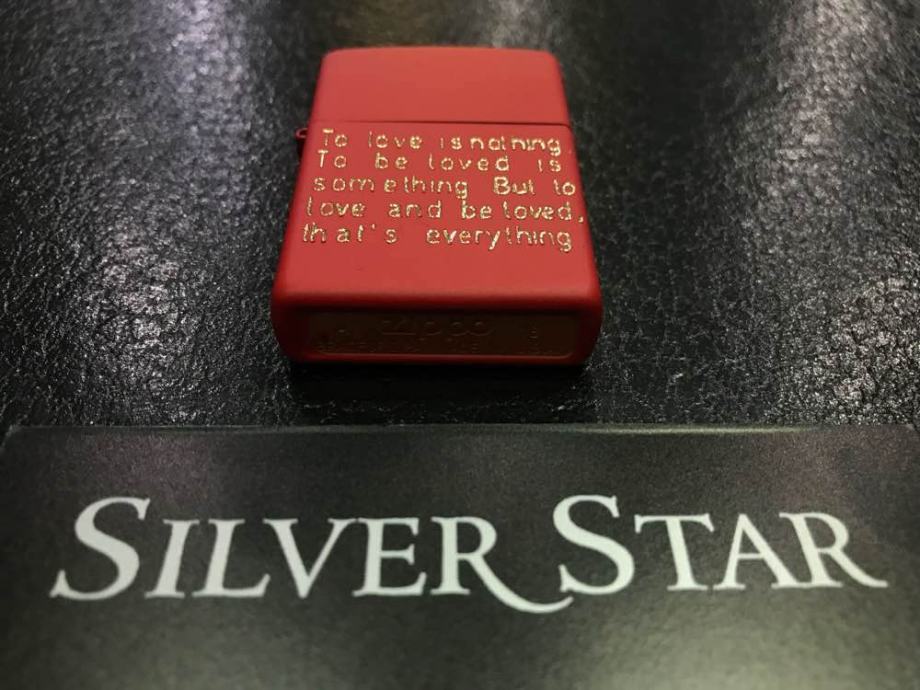 To love is nothing.
To be loved is
something But to
love and be loved,
that's everything
Zippo
SILVER STAR